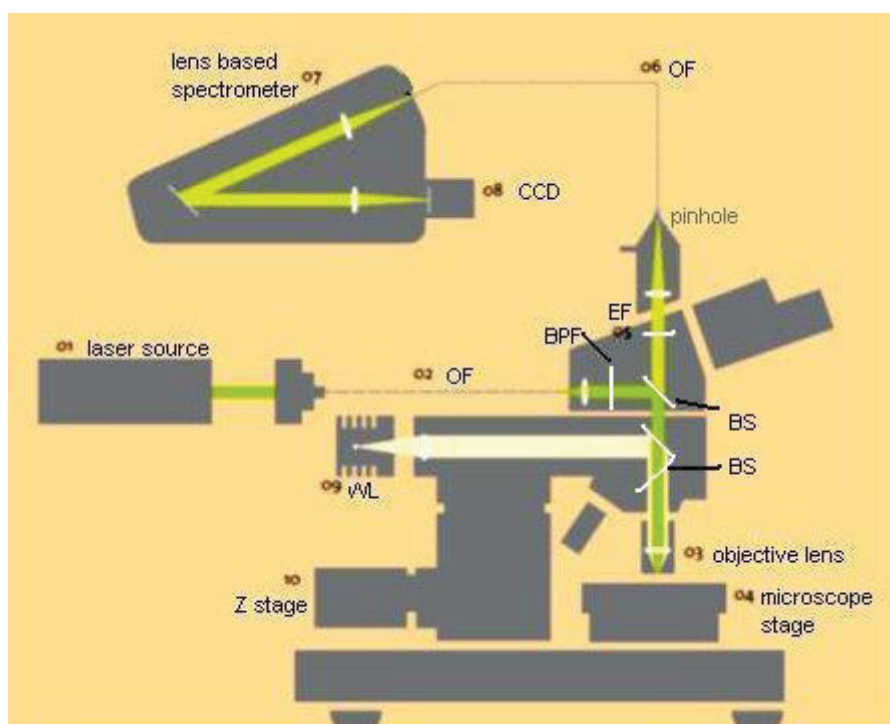 lens based 07
spectrometer
06 OF
08 CCD
pinhole
EF
05
BPF
01 laser source
02 OF
BS
BS
09 WL
03 objective lens
10
Z stage
04 microscope
stage